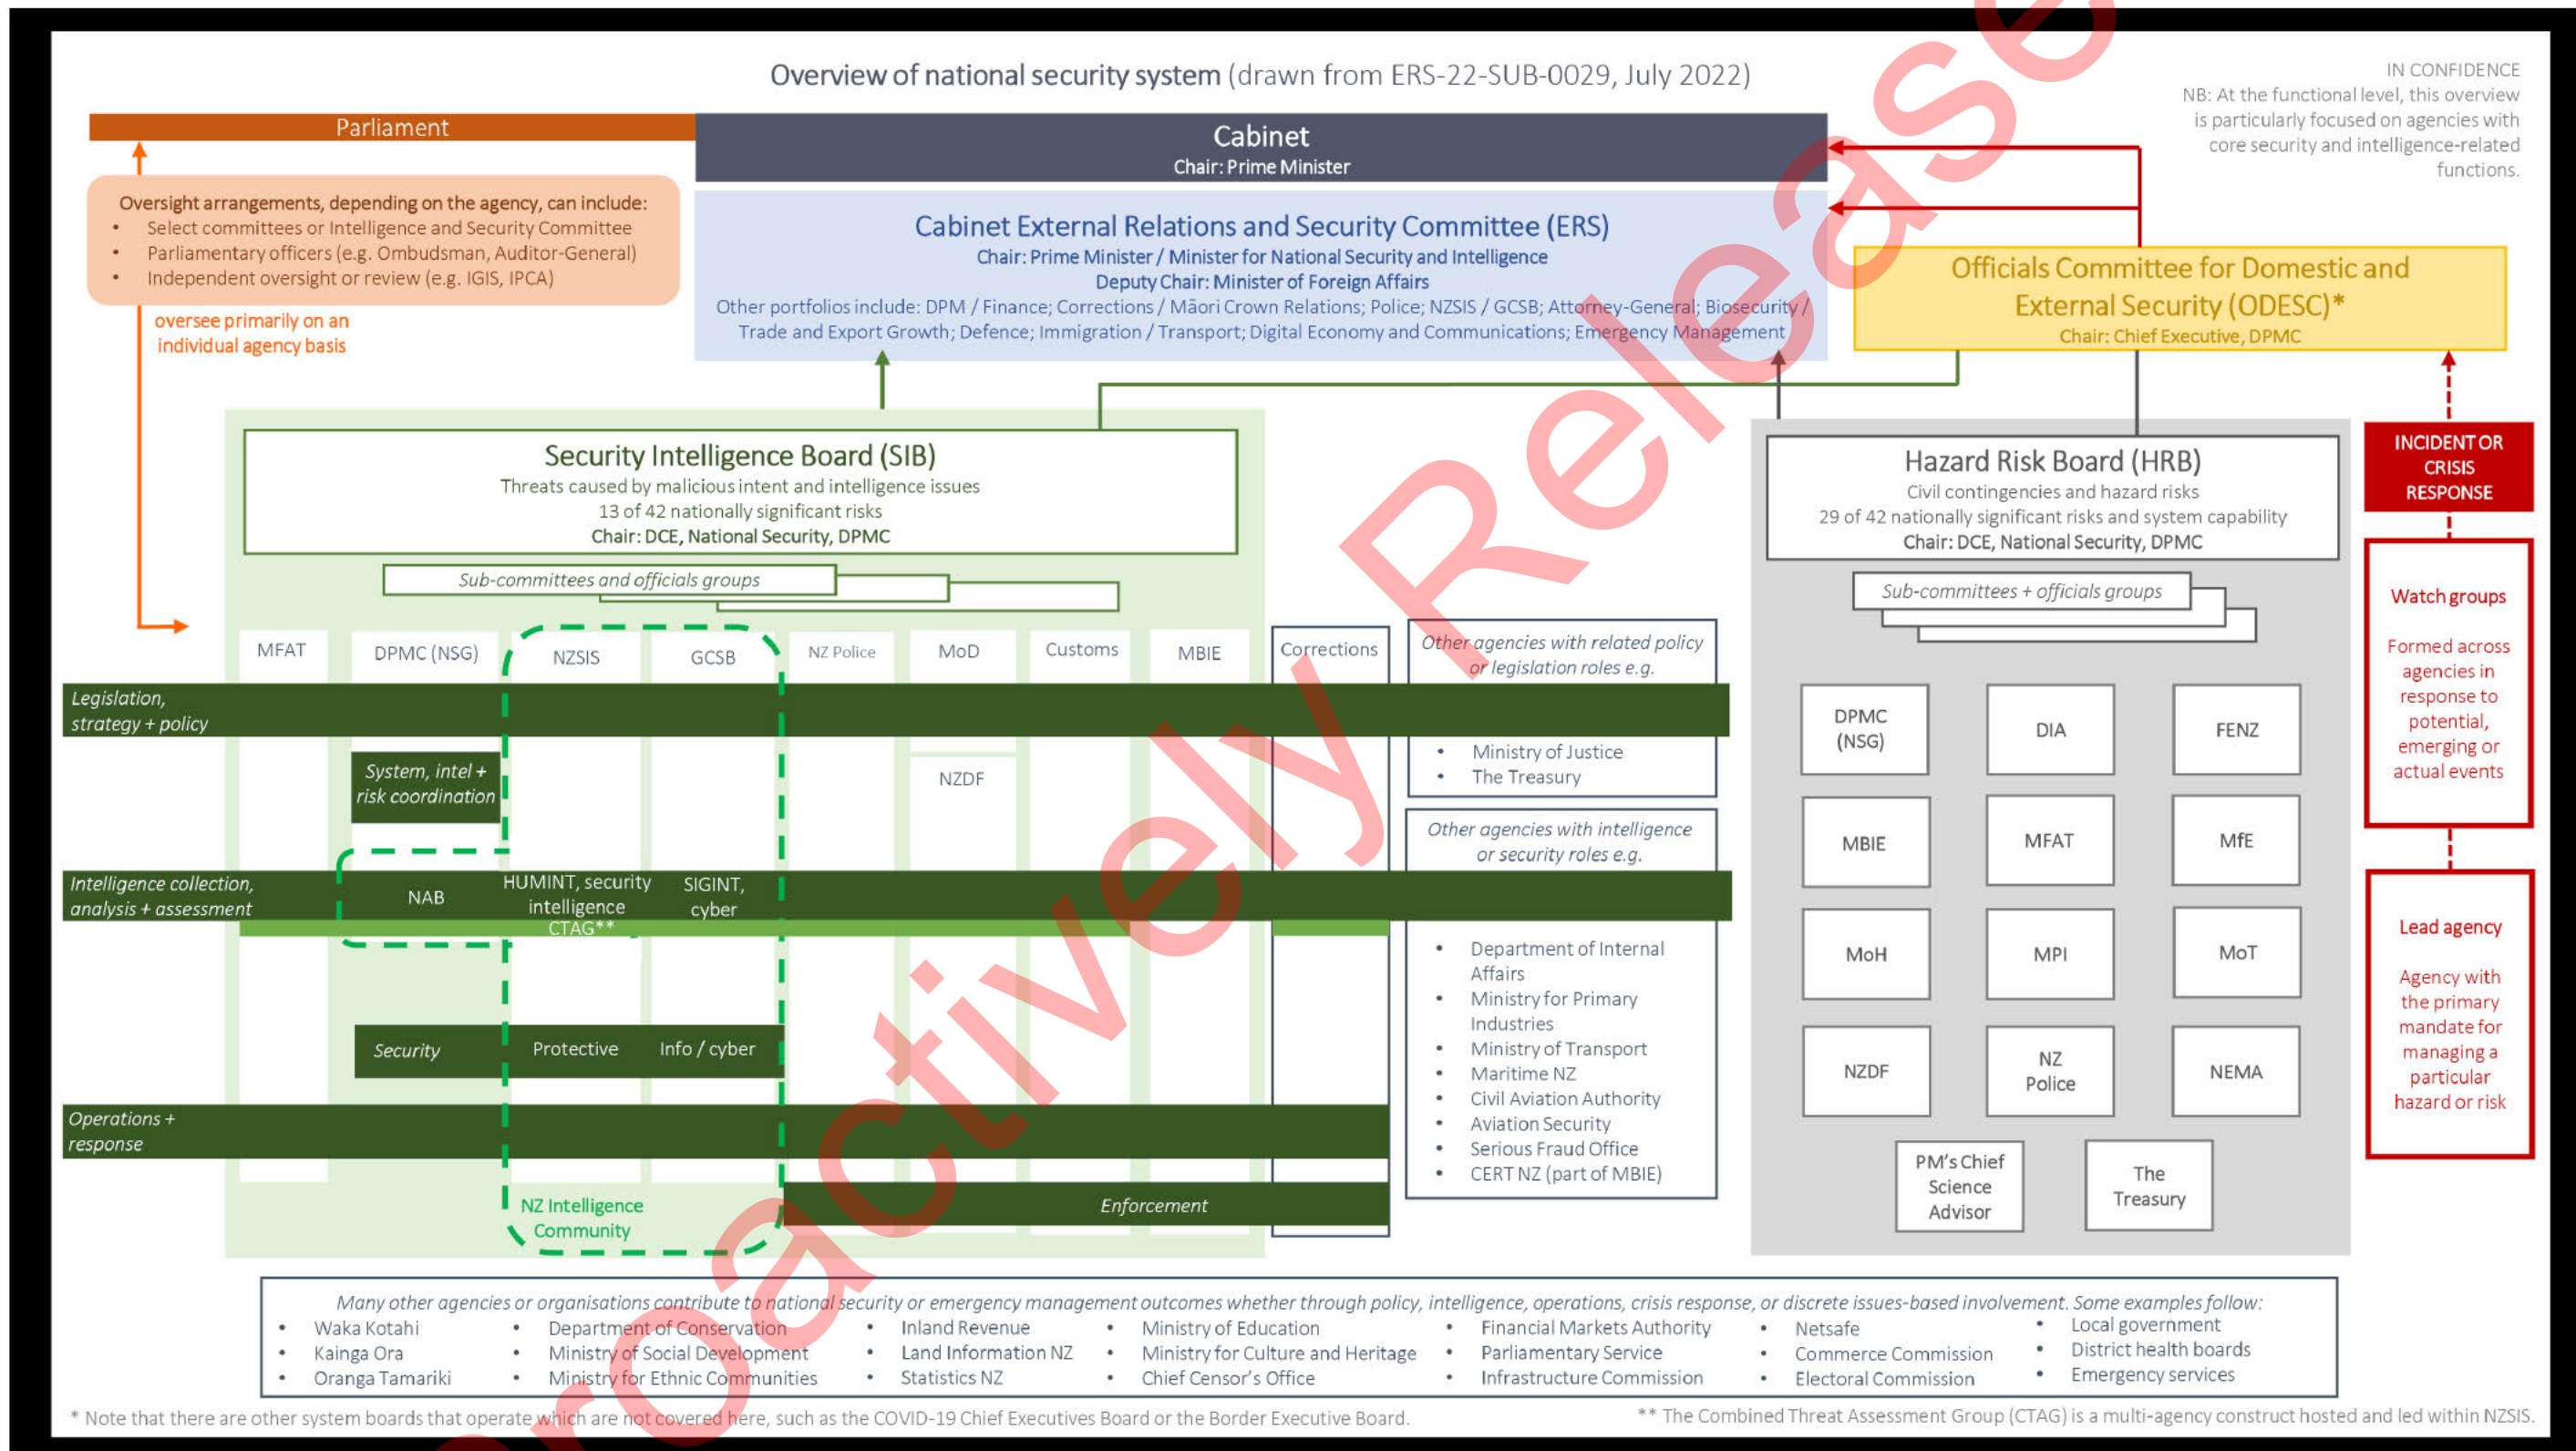 Overview of national security system (drawn from ERS-22-SUB-0029, July 2022)
IN CONFIDENCE
NB: At the functional level, this overview
is particularly focused on agencies with
core security and intelligence-related
functions.
Parliament
Cabinet
Chair: Prime Minister
Oversight arrangements, depending on the agency, can include:
• Select committees or Intelligence and Security Committee
• Parliamentary officers (e.g. Ombudsman, Auditor-General)
• Independent oversight or review (e.g. IGIS, IPCA)
oversee primarily on an
individual agency basis
Cabinet External Relations and Security Committee (ERS)
Chair: Prime Minister / Minister for National Security and Intelligence
Deputy Chair: Minister of Foreign Affairs
Other portfolios include: DPM / Finance; Corrections / Māori Crown Relations; Police; NZSIS / GCSB; Attorney-General; Biosecurity /
Trade and Export Growth; Defence; Immigration / Transport; Digital Economy and Communications; Emergency Management
Officials Committee for Domestic and
External Security (ODESC)*
Chair: Chief Executive, DPMC
Security Intelligence Board (SIB)
Threats caused by malicious intent and intelligence issues
13 of 42 nationally significant risks
Chair: DCE, National Security, DPMC
Sub-committees and officials groups
MFAT
DPMC (NSG)
NZSIS
GCSB
NZ Police
MoD
Customs
MBIE
Corrections
Other agencies with related policy
or legislation roles e.g.
Legislation,
strategy + policy
• Ministry of Justice
• The Treasury
System, intel +
risk coordination
NZDF
Other agencies with intelligence
or security roles e.g.
Intelligence collection,
analysis + assessment
NAB
HUMINT, security
intelligence
CTAG**
SIGINT,
cyber
• Department of Internal
Affairs
• Ministry for Primary
Industries
• Ministry of Transport
• Maritime NZ
• Civil Aviation Authority
• Aviation Security
• Serious Fraud Office
• CERT NZ (part of MBIE)
Security
Protective
Info / cyber
Operations +
response
NZ Intelligence
Community
Enforcement
Hazard Risk Board (HRB)
Civil contingencies and hazard risks
29 of 42 nationally significant risks and system capability
Chair: DCE, National Security, DPMC
Sub-committees + officials groups
DPMC
(NSG)
DIA
FENZ
MBIE
MFAT
MfE
MoH
MPI
MoT
NZDF
NZ
Police
NEMA
PM's Chief
Science
Advisor
The
Treasury
INCIDENT OR
CRISIS
RESPONSE
Watch groups
Formed across
agencies in
response to
potential,
emerging or
actual events
Lead agency
Agency with
the primary
mandate for
managing a
particular
hazard or risk
Many other agencies or organisations contribute to national security or emergency management outcomes whether through policy, intelligence, operations, crisis response, or discrete issues-based involvement. Some examples follow:
• Waka Kotahi
• Kainga Ora
• Oranga Tamariki
• Department of Conservation
• Ministry of Social Development
• Ministry for Ethnic Communities
• Inland Revenue
• Land Information NZ
• Statistics NZ
• Ministry of Education
• Ministry for Culture and Heritage
• Chief Censor's Office
• Financial Markets Authority
• Parliamentary Service
• Infrastructure Commission
• Netsafe
• Commerce Commission
• Electoral Commission
• Local government
• District health boards
• Emergency services
* Note that there are other system boards that operate which are not covered here, such as the COVID-19 Chief Executives Board or the Border Executive Board.
** The Combined Threat Assessment Group (CTAG) is a multi-agency construct hosted and led within NZSIS.
roactively Release